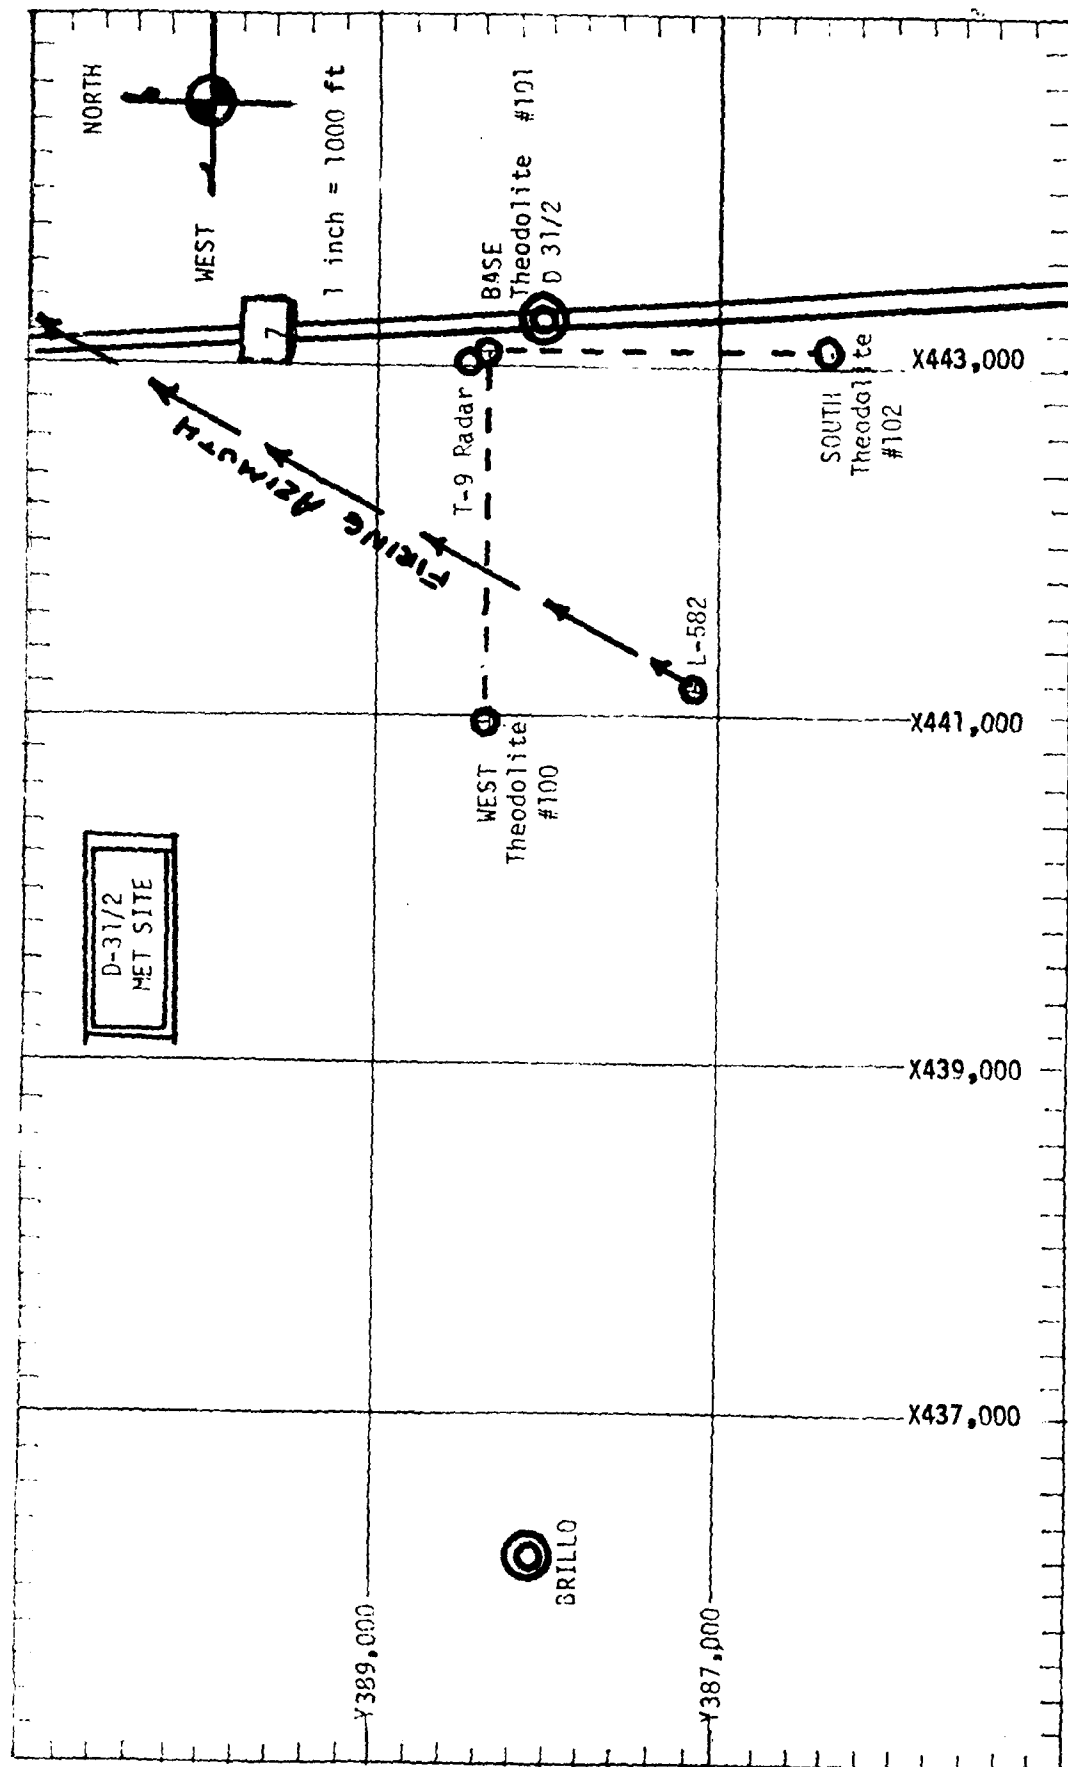 NORTH
WEST
1 inch = 1000 ft
7
BASE
Theodolite #101
D 31/2
T-9 Radar
FIRING AZIMUTH
X443,000
SOUTH
Theodolite
#102
L-582
X441,000
WEST
Theodolite
#100
D-31/2
MET SITE
X439,000
X437,000
BRILLO
Y389,000
Y387,000